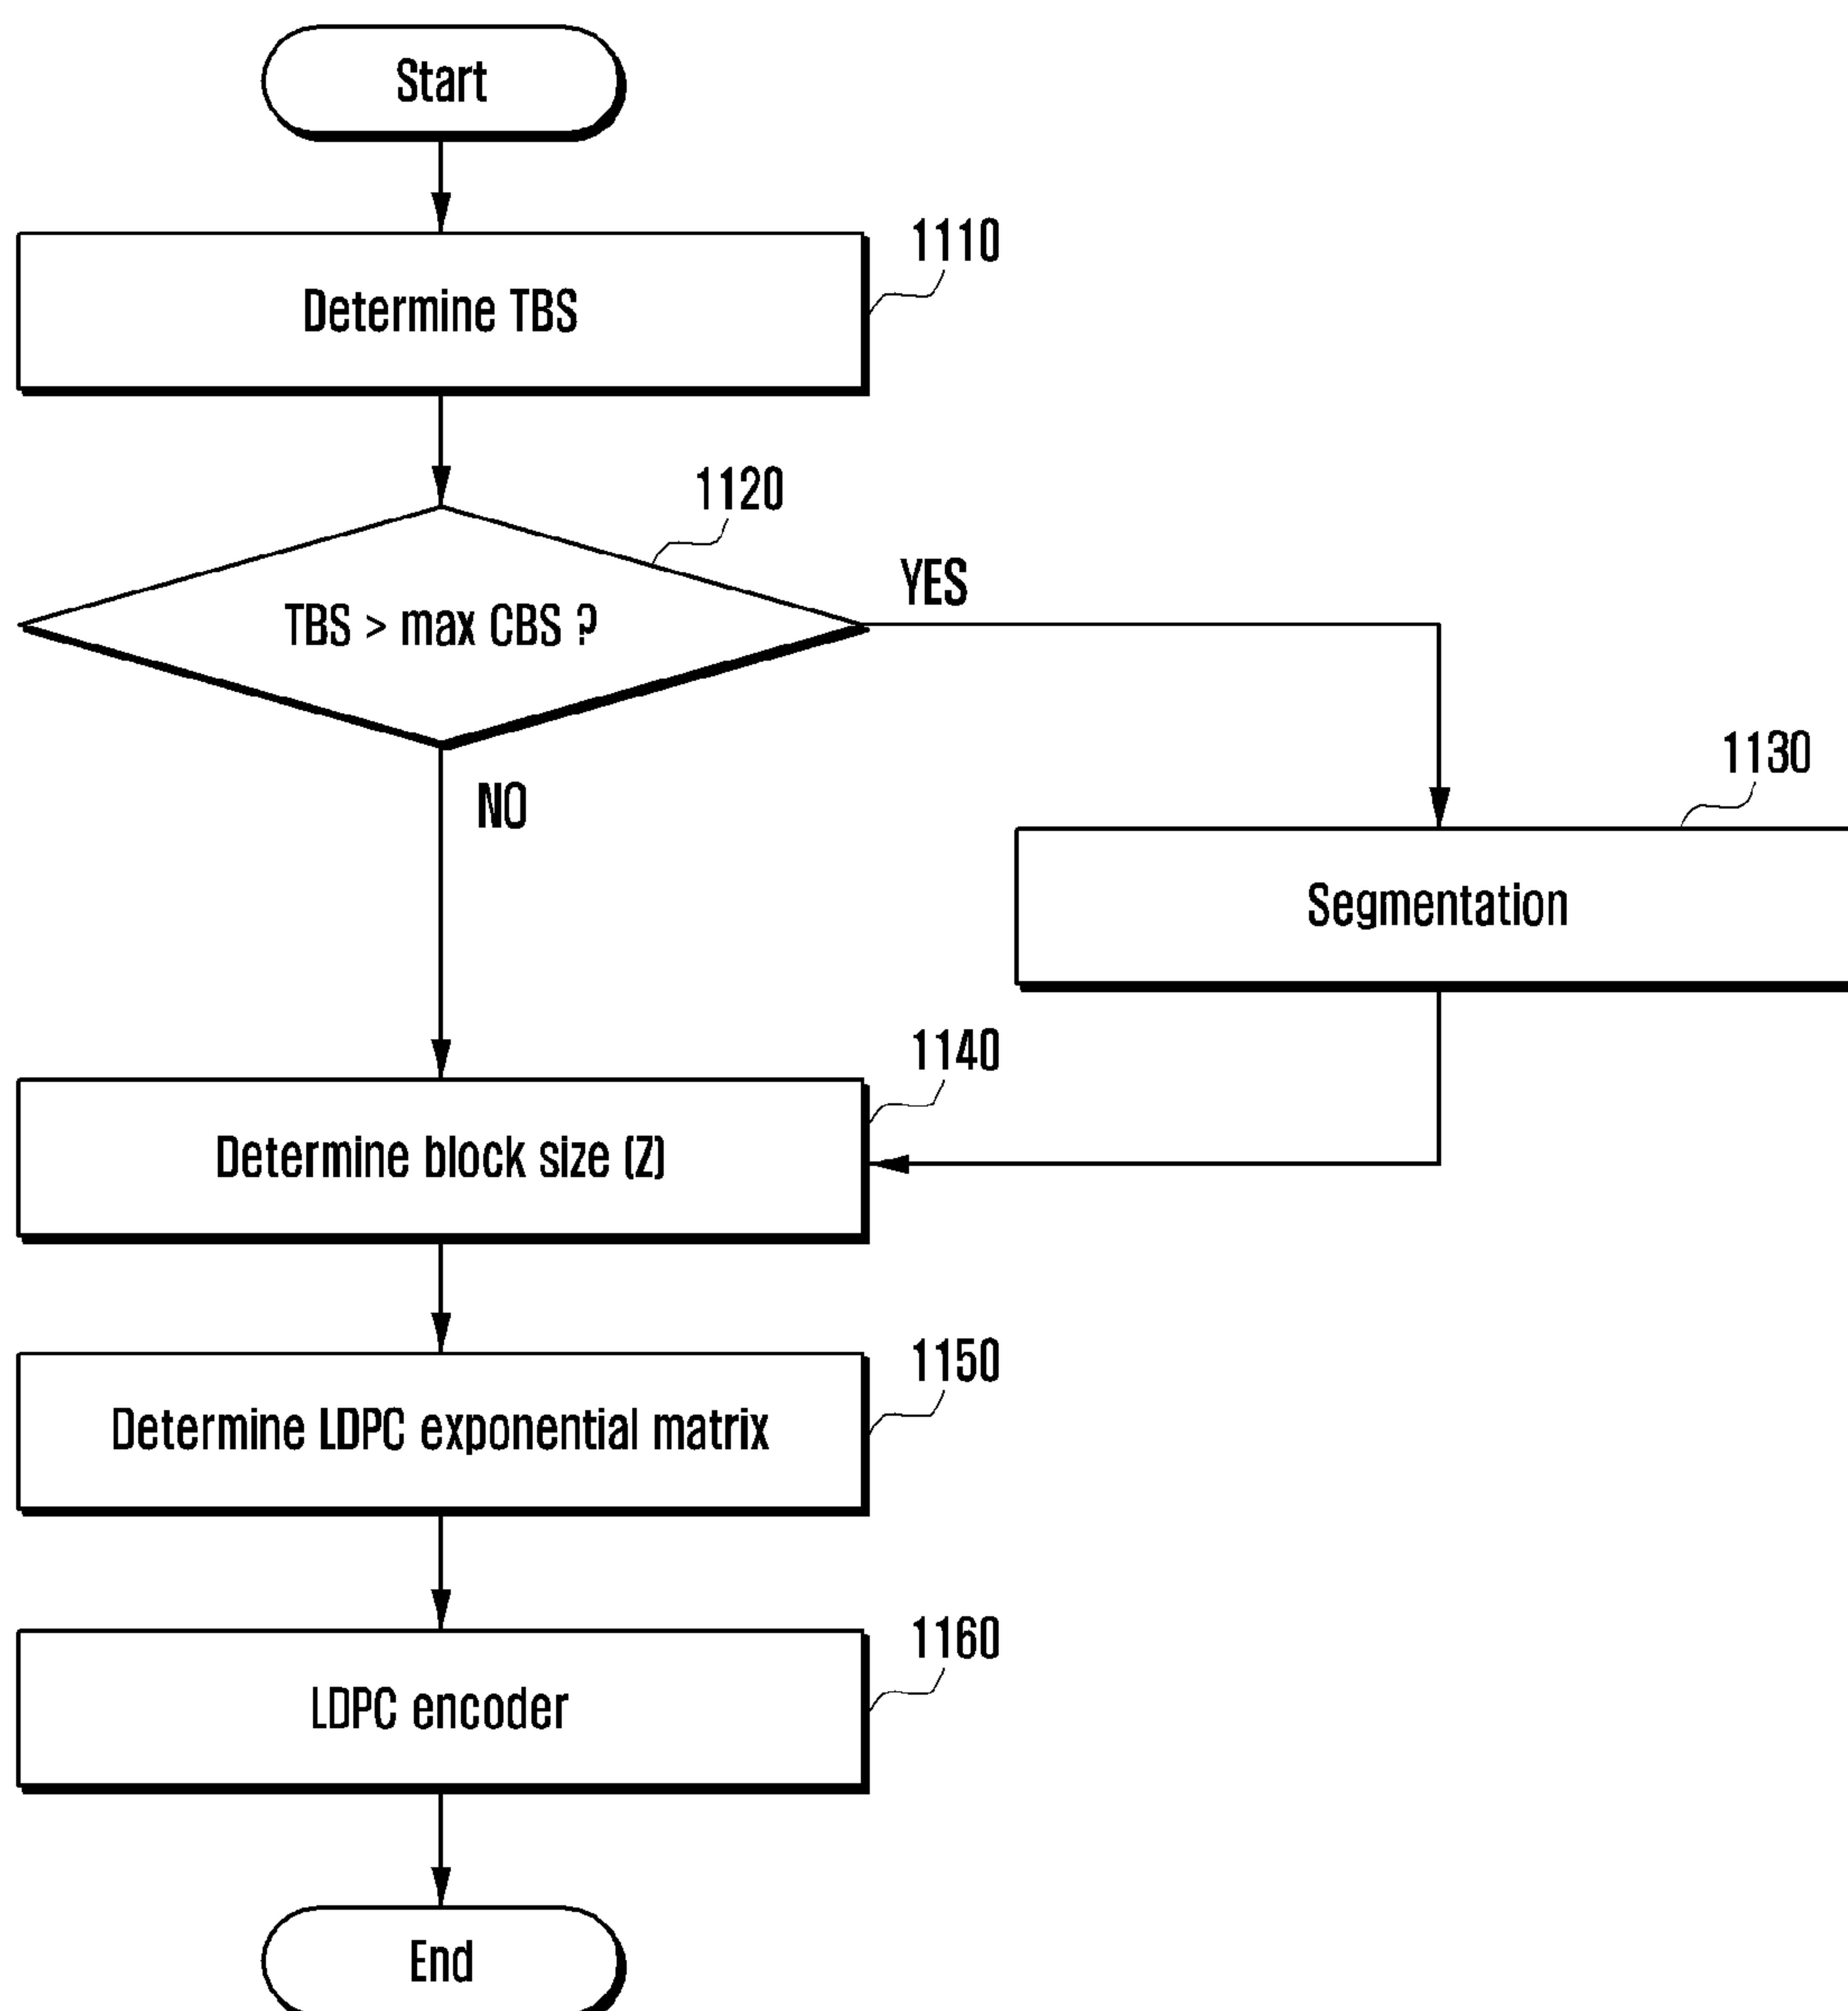 Start
1110
Determine TBS
1120
TBS > max CBS ?
YES
NO
1130
Segmentation
1140
Determine block size (Z)
1150
Determine LDPC exponential matrix
1160
LDPC encoder
End